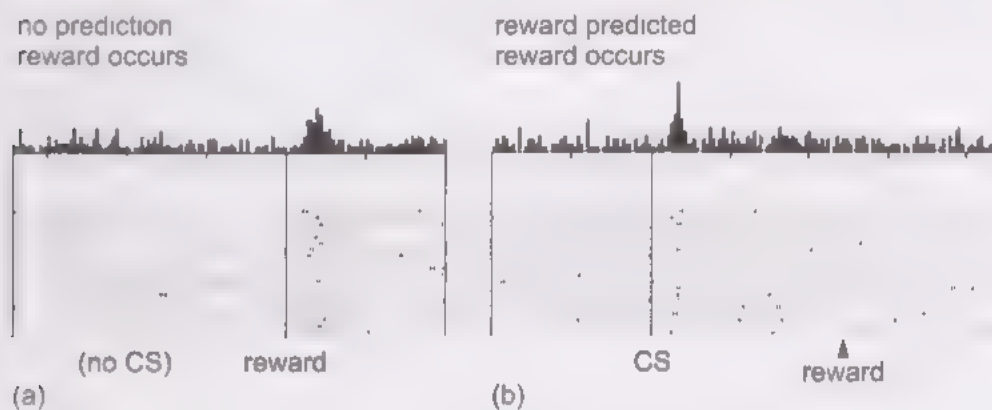 no prediction
reward occurs
reward predicted
reward occurs
(no CS)
reward
CS
reward
(a)
(b)